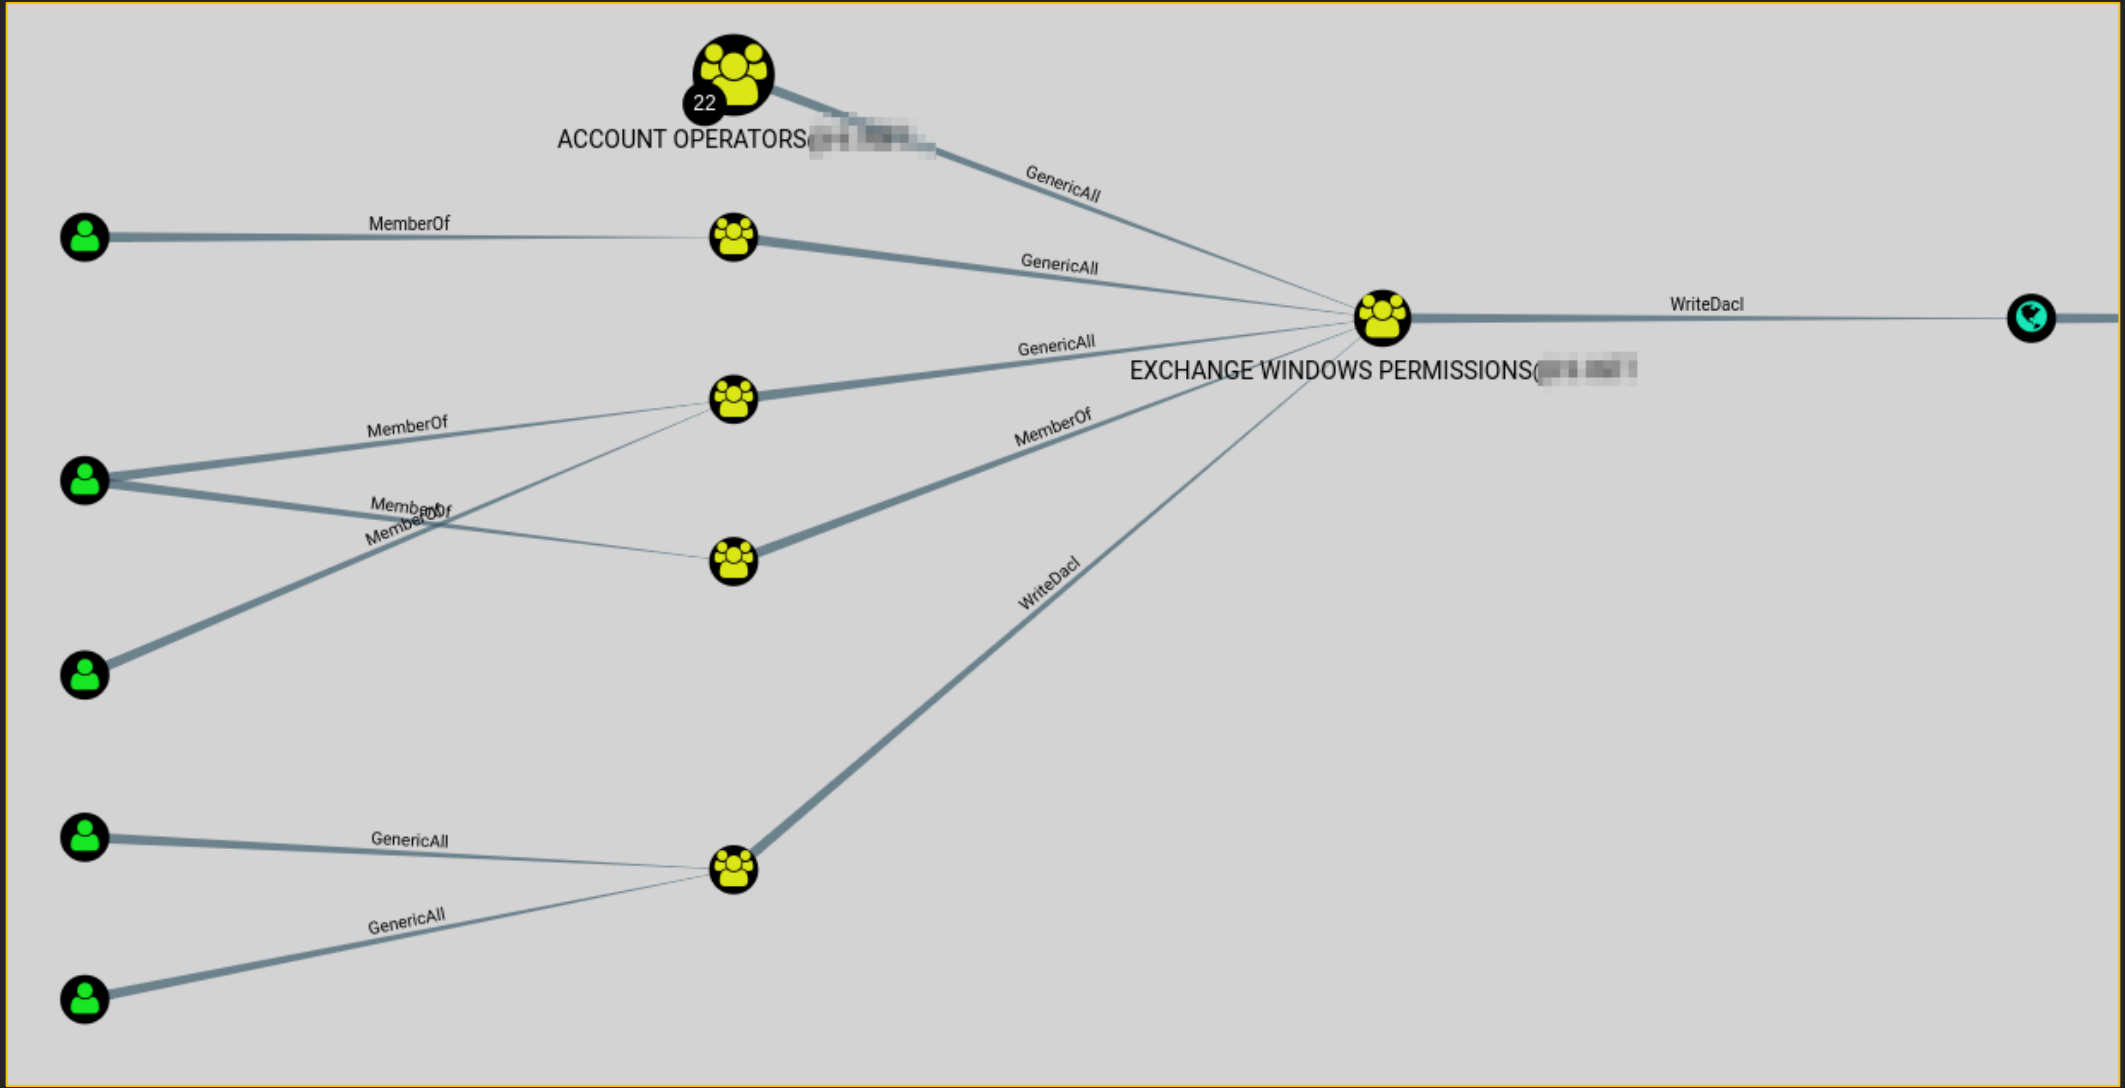 22
ACCOUNT OPERATORS
GenericAll
MemberOf
GenericAll
WriteDacl
GenericAll
EXCHANGE WINDOWS PERMISSIONS
MemberOf
MemberOf
MemberOf
MemberOf
WriteDacl
GenericAll
GenericAll